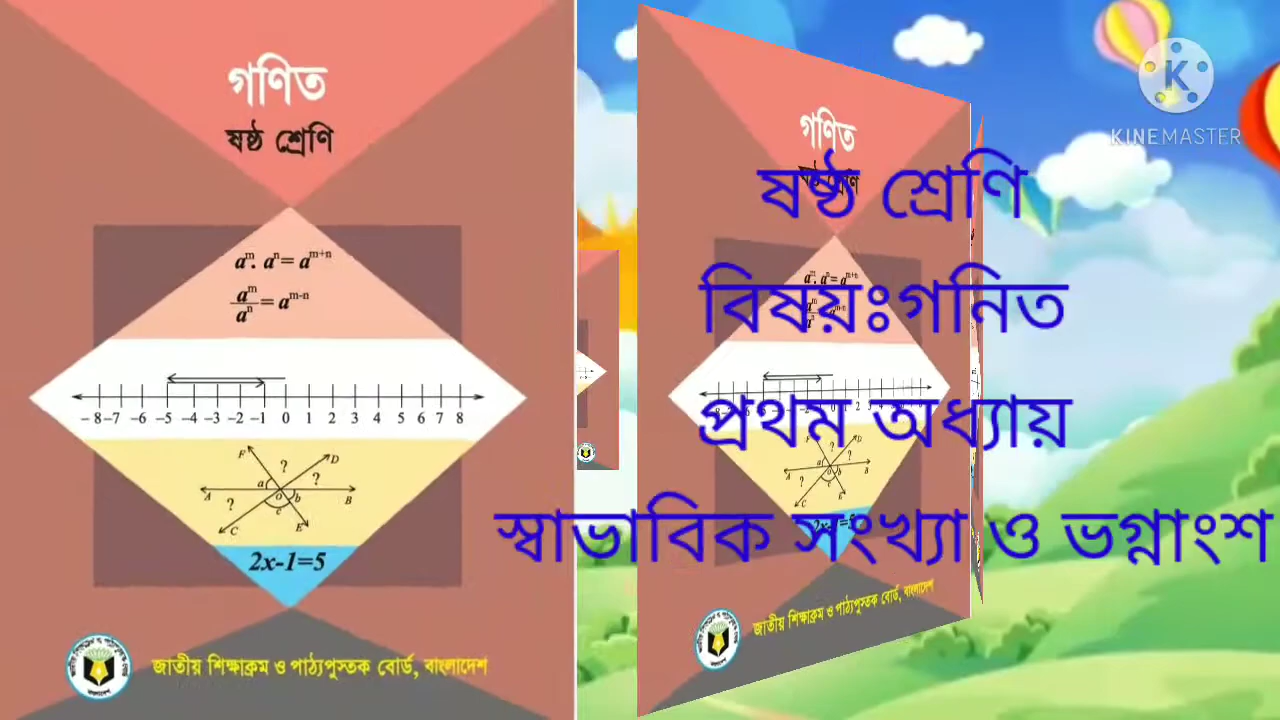 গণিত
ষষ্ঠ শ্রেণি
aᵐ. aⁿ= aᵐ⁺ⁿ
aᵐ/aⁿ = aᵐ⁻ⁿ
–8 –7 –6 –5 –4 –3 –2 –1 0 1 2 3 4 5 6 7 8
F ? D
a ?
A O b B
? c
C E
2x-1=5
জাতীয় শিক্ষাক্রম ও পাঠ্যপুস্তক বোর্ড, বাংলাদেশ
গণিত
ষষ্ঠ শ্রেণি
K
KINEMASTER
ষষ্ঠ শ্রেণি
বিষয়ঃগনিত
প্রথম অধ্যায়
স্বাভাবিক সংখ্যা ও ভগ্নাংশ
জাতীয় শিক্ষাক্রম ও পাঠ্যপুস্তক বোর্ড, বাংলাদেশ